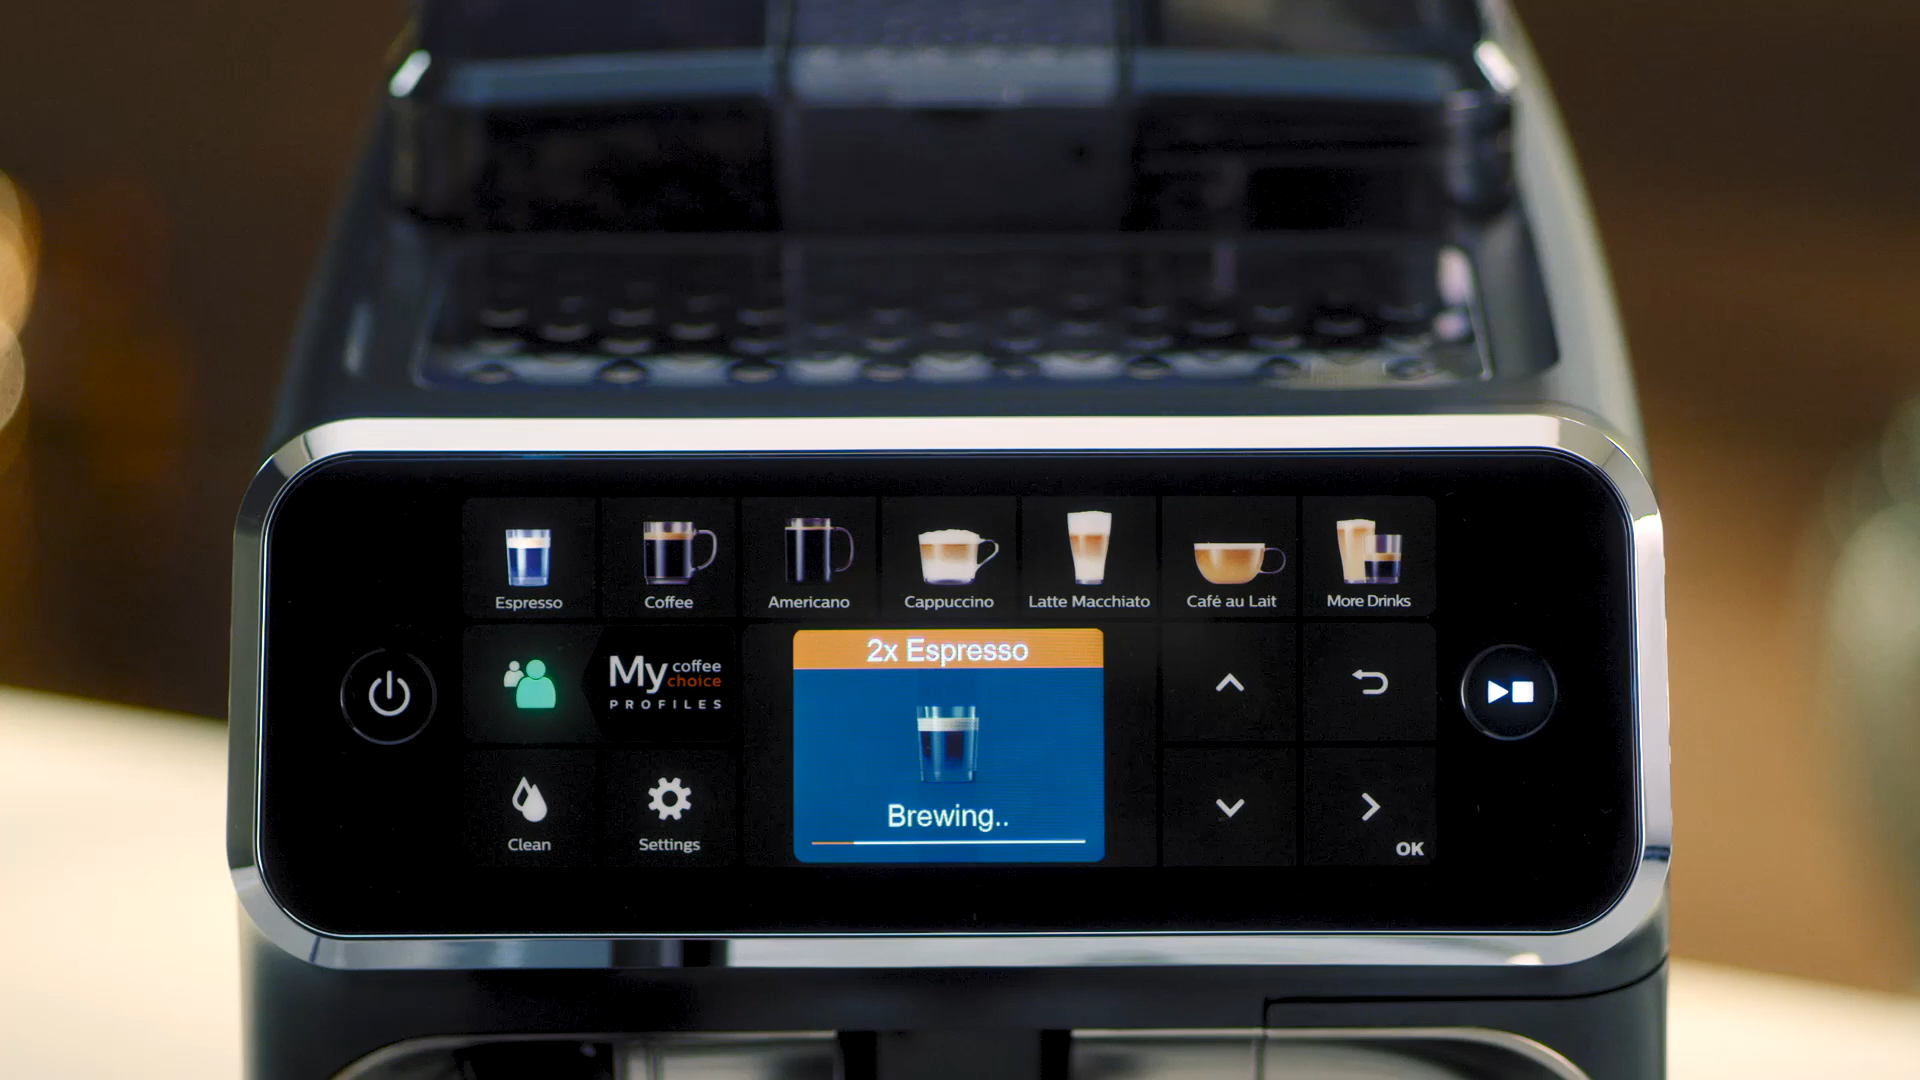 Espresso
Coffee
Americano
Cappuccino
Latte Macchiato
Café au Lait
More Drinks
My coffee choice
PROFILES
2x Espresso
Brewing..
Clean
Settings
OK